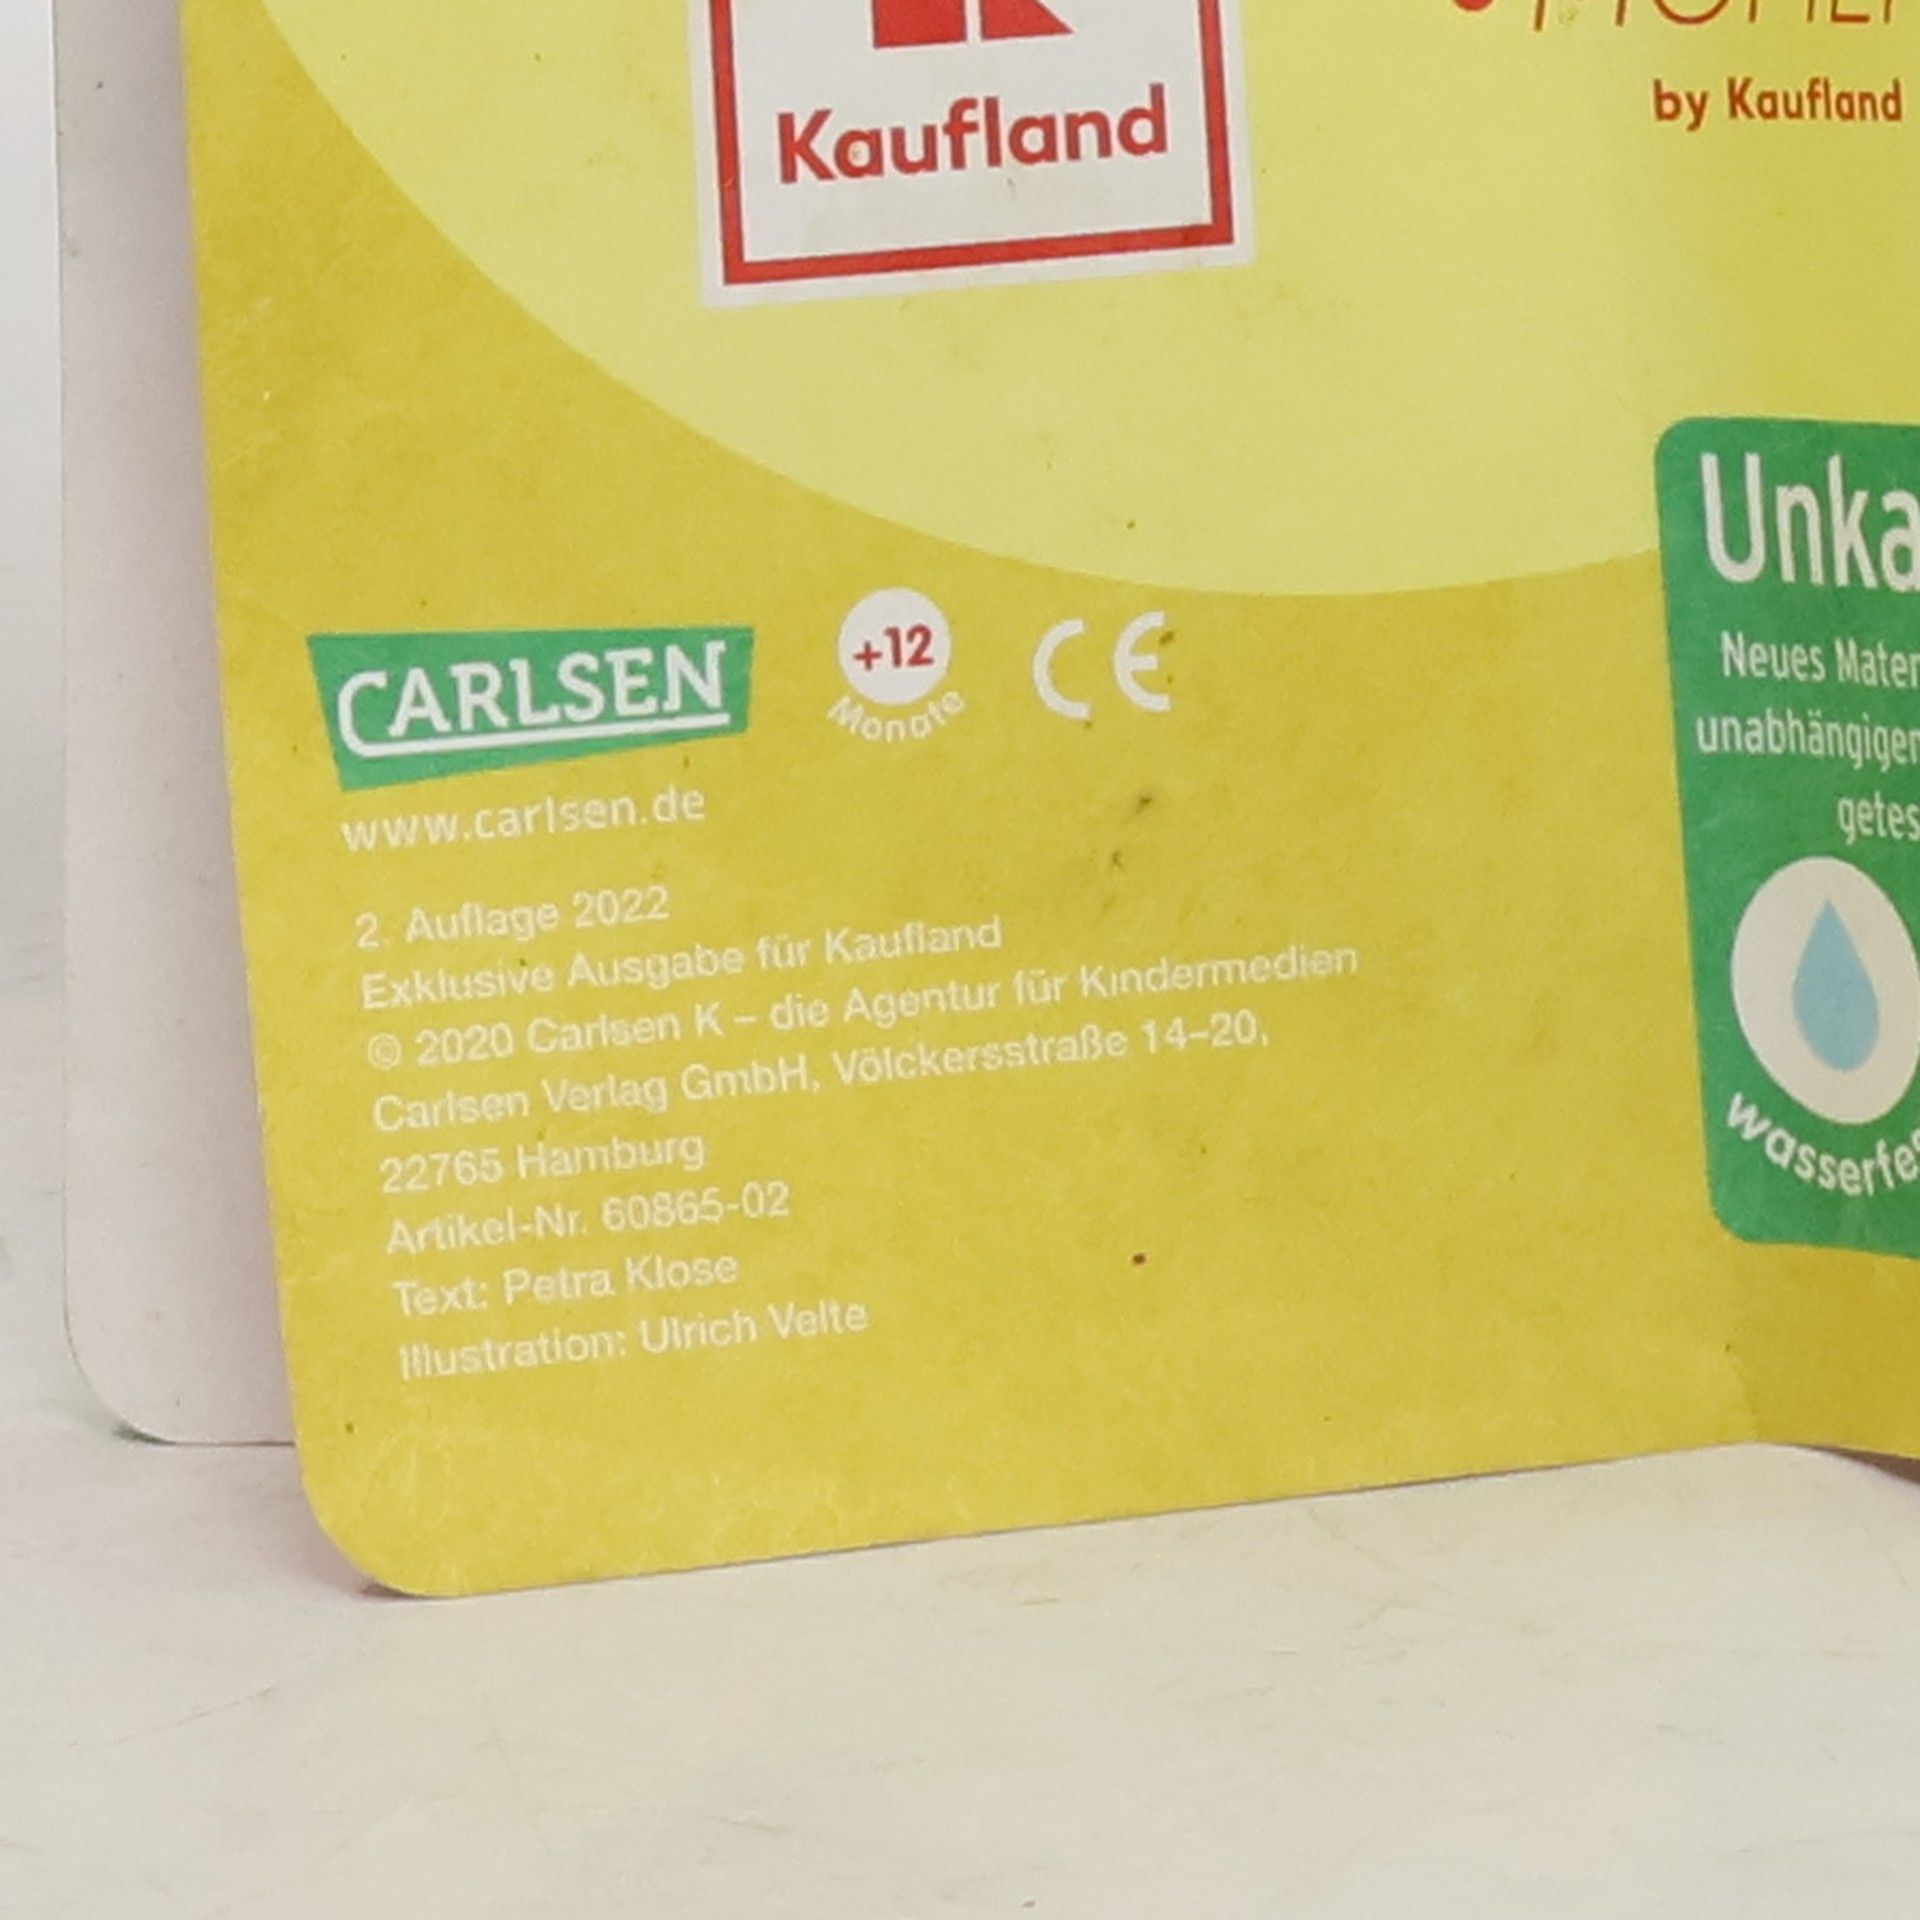 Kaufland
by Kaufland
CARLSEN
+12
Monate
CE
www.carlsen.de
2. Auflage 2022
Exklusive Ausgabe für Kaufland
© 2020 Carlsen K – die Agentur für Kindermedien
Carlsen Verlag GmbH, Völckersstraße 14–20,
22765 Hamburg
Artikel-Nr. 60865-02
Text: Petra Klose
Illustration: Ulrich Velte
Unka
Neues Mater
unabhängiger
getes
wasserfes